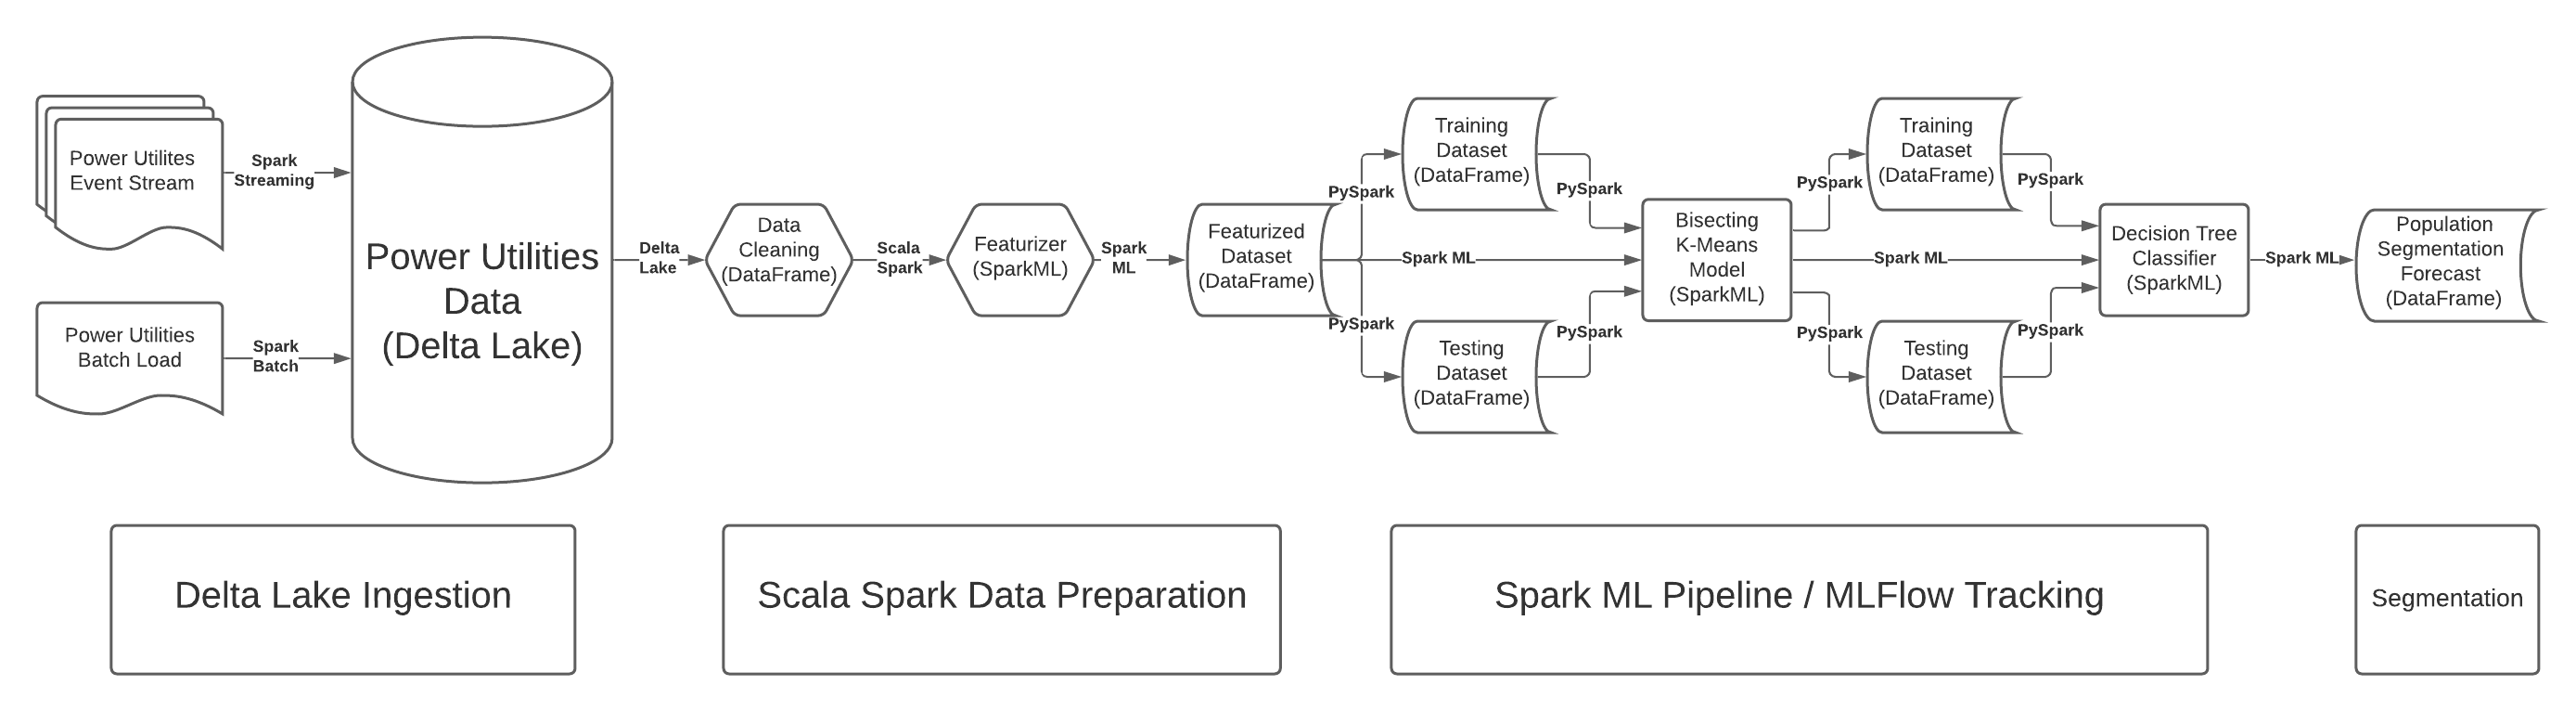 Power Utilites
Event Stream
Spark
Streaming
Power Utilities
Batch Load
Spark
Batch
Power Utilities
Data
(Delta Lake)
Delta
Lake
Data
Cleaning
(DataFrame)
Scala
Spark
Featurizer
(SparkML)
Spark
ML
Featurized
Dataset
(DataFrame)
PySpark
Spark ML
PySpark
Training
Dataset
(DataFrame)
Testing
Dataset
(DataFrame)
PySpark
PySpark
Bisecting
K-Means
Model
(SparkML)
PySpark
Spark ML
PySpark
Training
Dataset
(DataFrame)
Testing
Dataset
(DataFrame)
PySpark
PySpark
Decision Tree
Classifier
(SparkML)
Spark ML
Population
Segmentation
Forecast
(DataFrame)
Delta Lake Ingestion
Scala Spark Data Preparation
Spark ML Pipeline / MLFlow Tracking
Segmentation